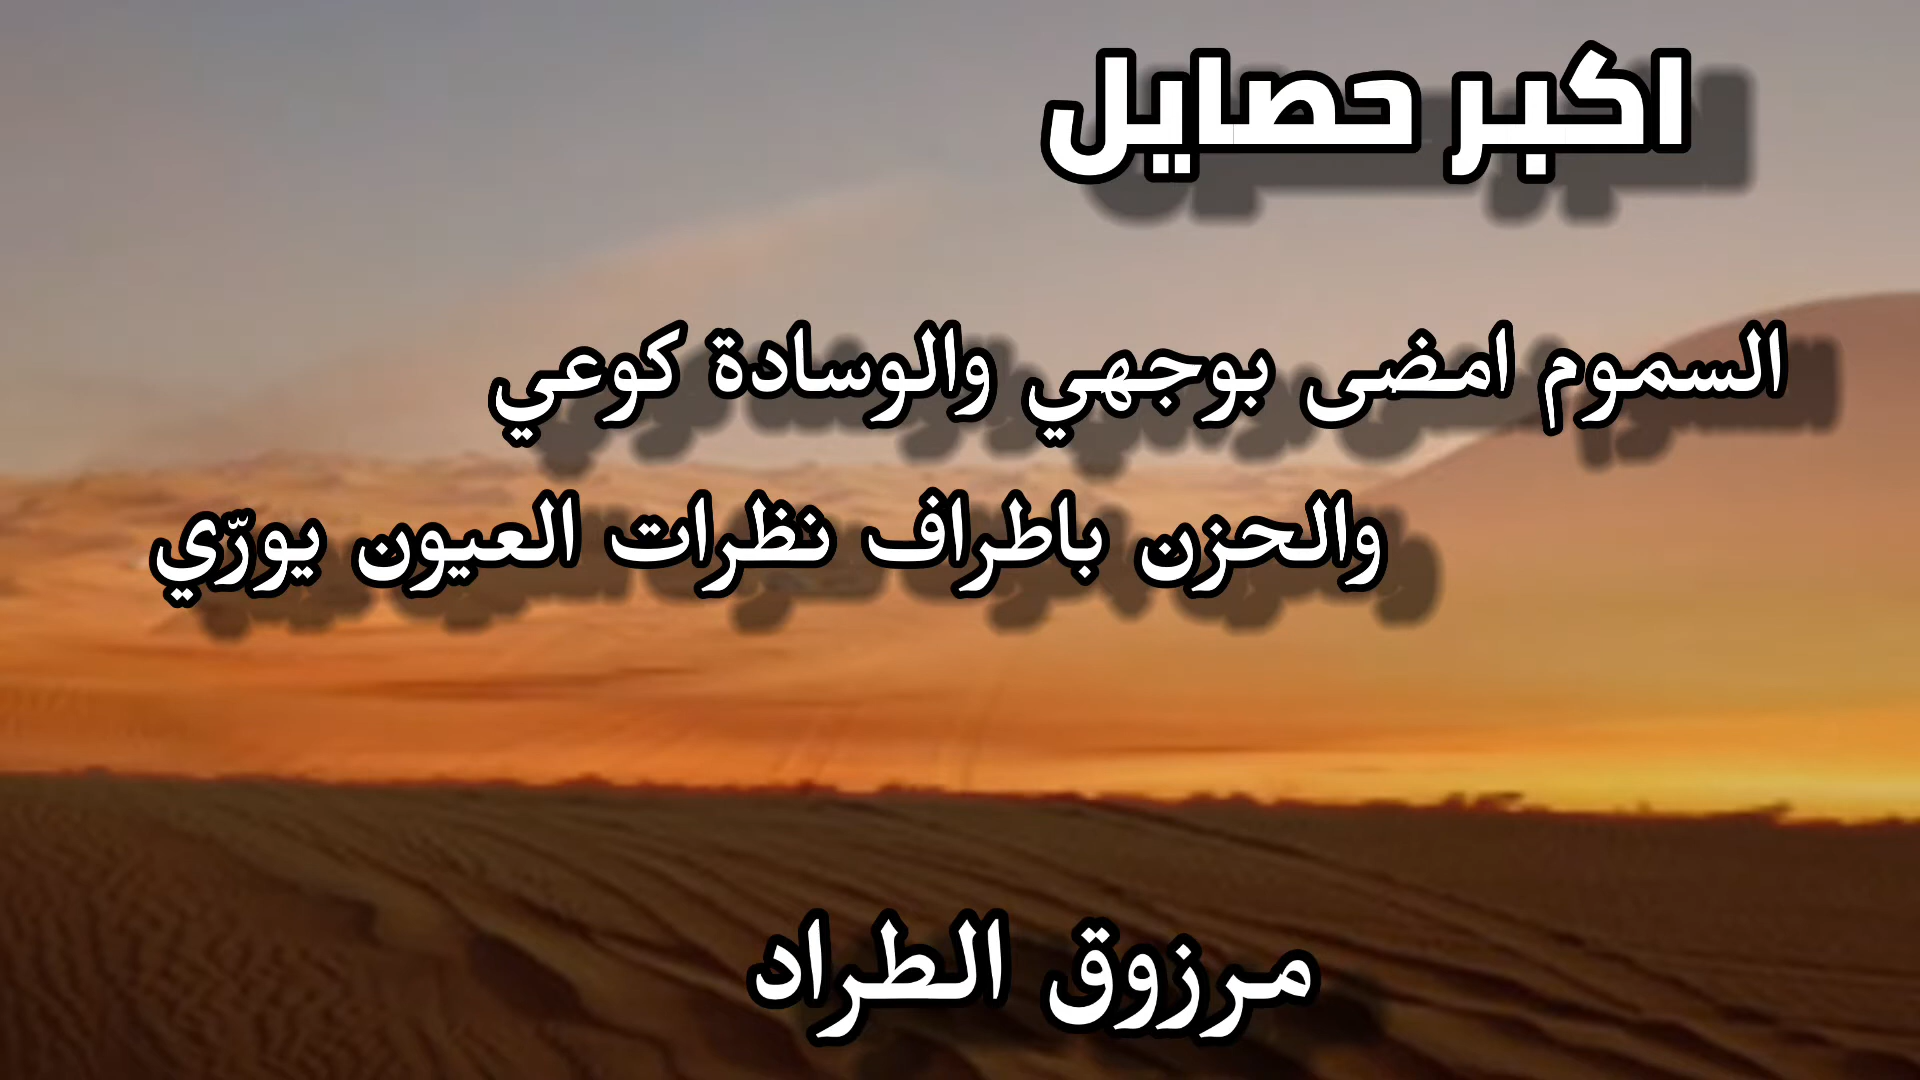 اكبر حصايل
السموم امضى بوجهي والوسادة كوعي
والحزن باطراف نظرات العيون يورّي
مرزوق الطراد